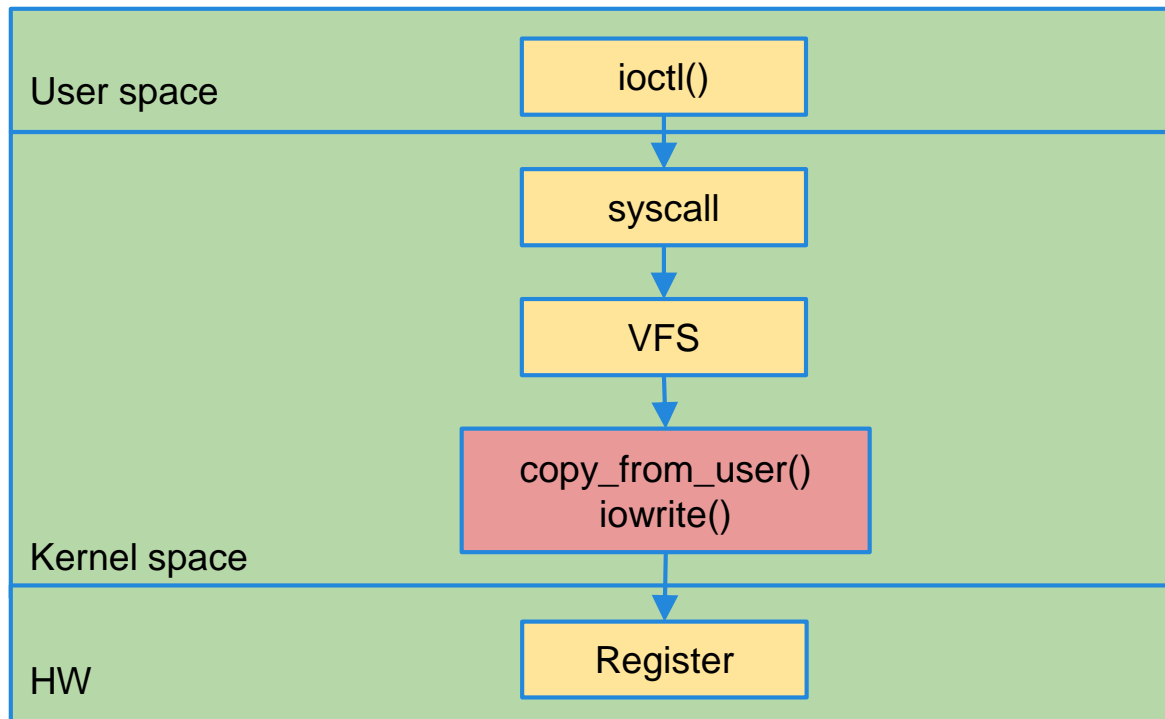 User space
ioctl()
syscall
VFS
copy_from_user()
iowrite()
Kernel space
Register
HW